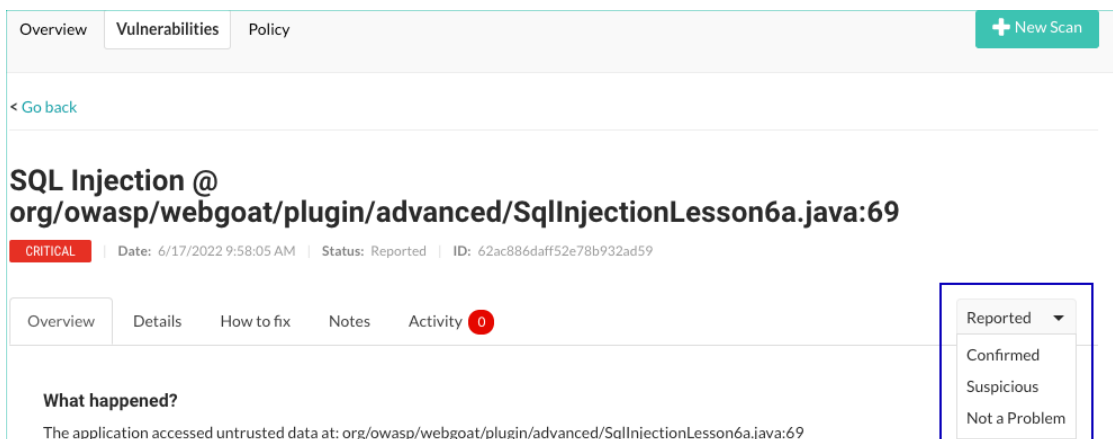 Overview Vulnerabilities Policy New Scan
< Go back
SQL Injection @
org/owasp/webgoat/plugin/advanced/SqlInjectionLesson6a.java:69
CRITICAL | Date: 6/17/2022 9:58:05 AM | Status: Reported | ID: 62ac886daff52e78b932ad59
Overview Details How to fix Notes Activity 0 Reported
Confirmed
Suspicious
Not a Problem
What happened?
The application accessed untrusted data at: org/owasp/webgoat/plugin/advanced/SqlInjectionLesson6a.java:69